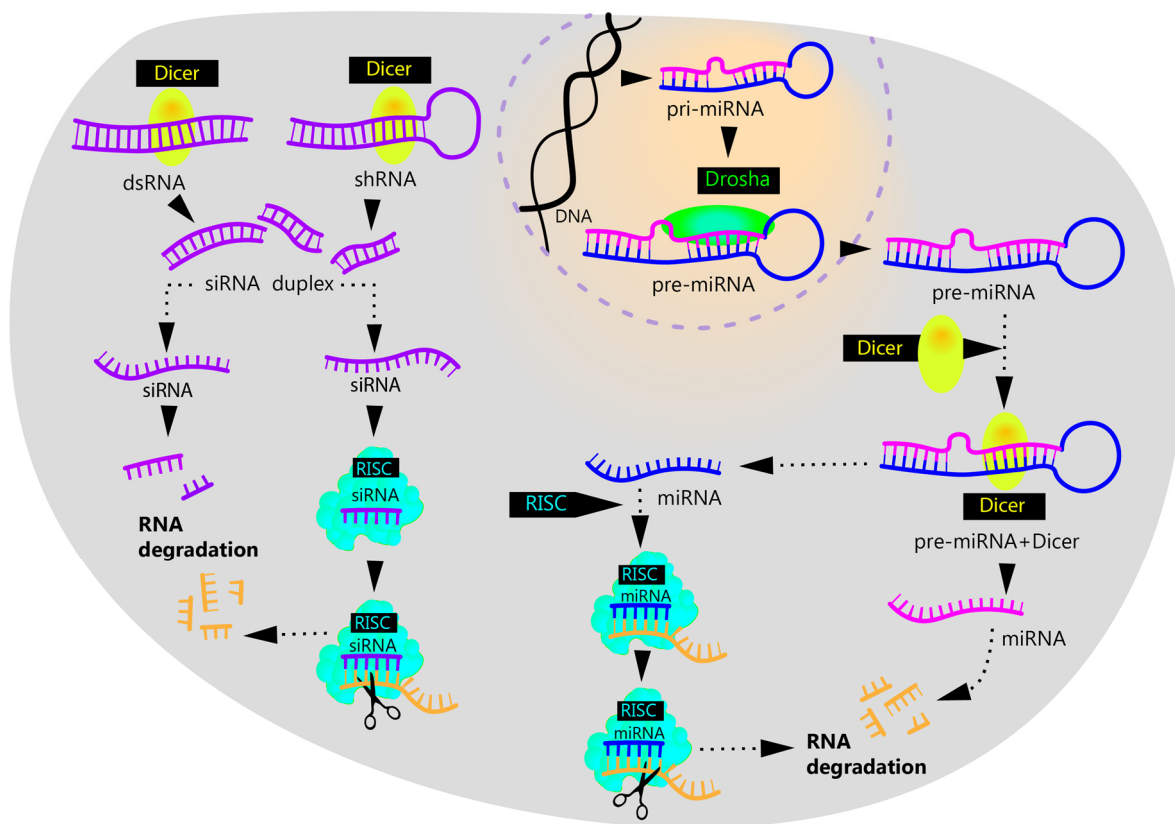 Dicer
Dicer
dsRNA
shRNA
siRNA duplex
siRNA
siRNA
RNA
degradation
RISC
siRNA
RISC
siRNA
DNA
pri-miRNA
Drosha
pre-miRNA
pre-miRNA
Dicer
Dicer
pre-miRNA+Dicer
miRNA
miRNA
RISC
RISC
miRNA
RISC
miRNA
RNA
degradation